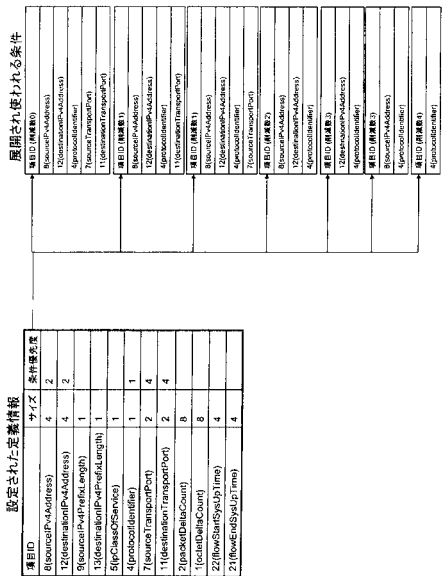 設定された定義情報
項目ID サイズ 条件優先度
8(sourceIPv4Address) 4 2
12(destinationIPv4Address) 4 2
9(sourceIPv4PrefixLength) 1
13(destinationIPv4PrefixLength) 1
5(ipClassOfService) 1
4(protocolIdentifier) 1 1
7(sourceTransportPort) 2 4
11(destinationTransportPort) 2 4
2(packetDeltaCount) 8
1(octetDeltaCount) 8
22(flowStartSysUpTime) 4
21(flowEndSysUpTime) 4
展開され使われる条件
項目ID (削減数0)
8(sourceIPv4Address)
12(destinationIPv4Address)
4(protocolIdentifier)
7(sourceTransportPort)
11(destinationTransportPort)
項目ID (削減数1)
8(sourceIPv4Address)
12(destinationIPv4Address)
4(protocolIdentifier)
11(destinationTransportPort)
項目ID (削減数1)
8(sourceIPv4Address)
12(destinationIPv4Address)
4(protocolIdentifier)
7(sourceTransportPort)
項目ID (削減数2)
8(sourceIPv4Address)
12(destinationIPv4Address)
4(protocolIdentifier)
項目ID (削減数3)
12(destinationIPv4Address)
4(protocolIdentifier)
項目ID (削減数3)
8(sourceIPv4Address)
4(protocolIdentifier)
項目ID (削減数4)
4(protocolIdentifier)